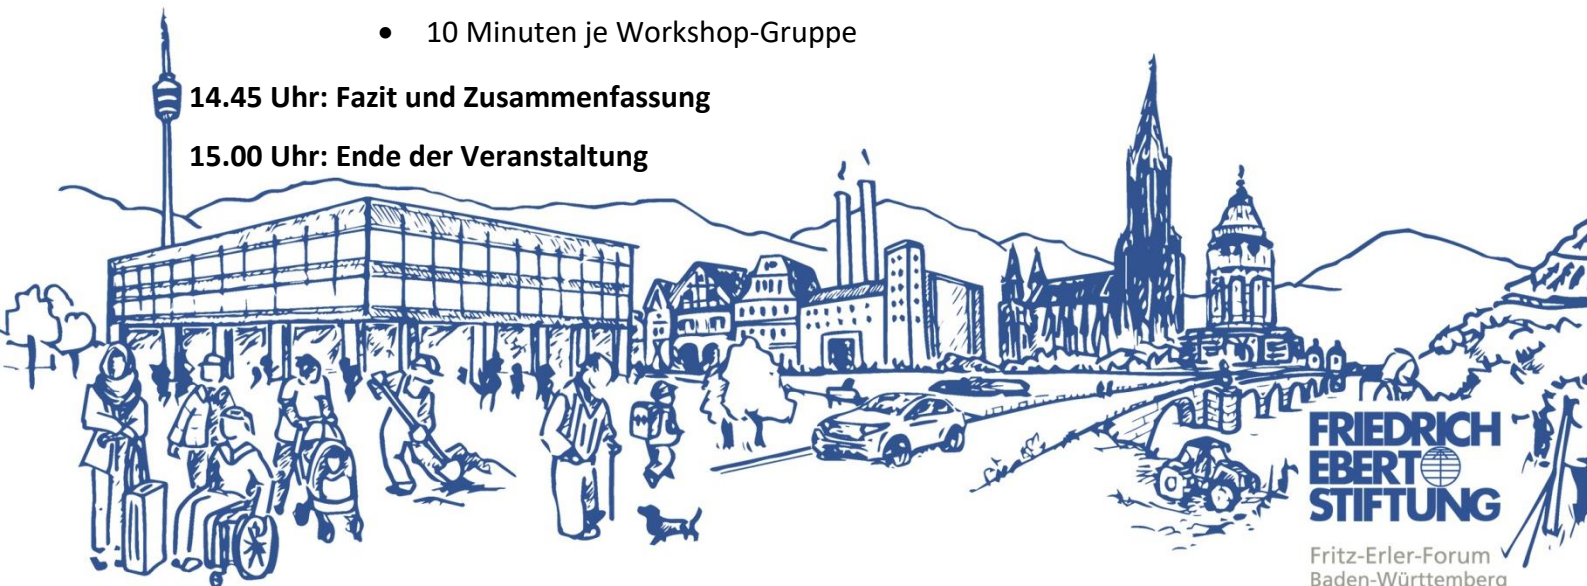 • 10 Minuten je Workshop-Gruppe
14.45 Uhr: Fazit und Zusammenfassung
15.00 Uhr: Ende der Veranstaltung
FRIEDRICH
EBERT
STIFTUNG
Fritz-Erler-Forum
Baden-Württemberg